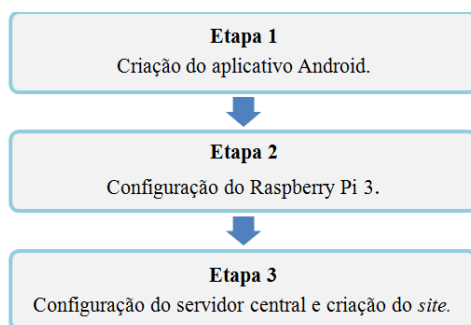 Etapa 1
Criação do aplicativo Android.
Etapa 2
Configuração do Raspberry Pi 3.
Etapa 3
Configuração do servidor central e criação do site.